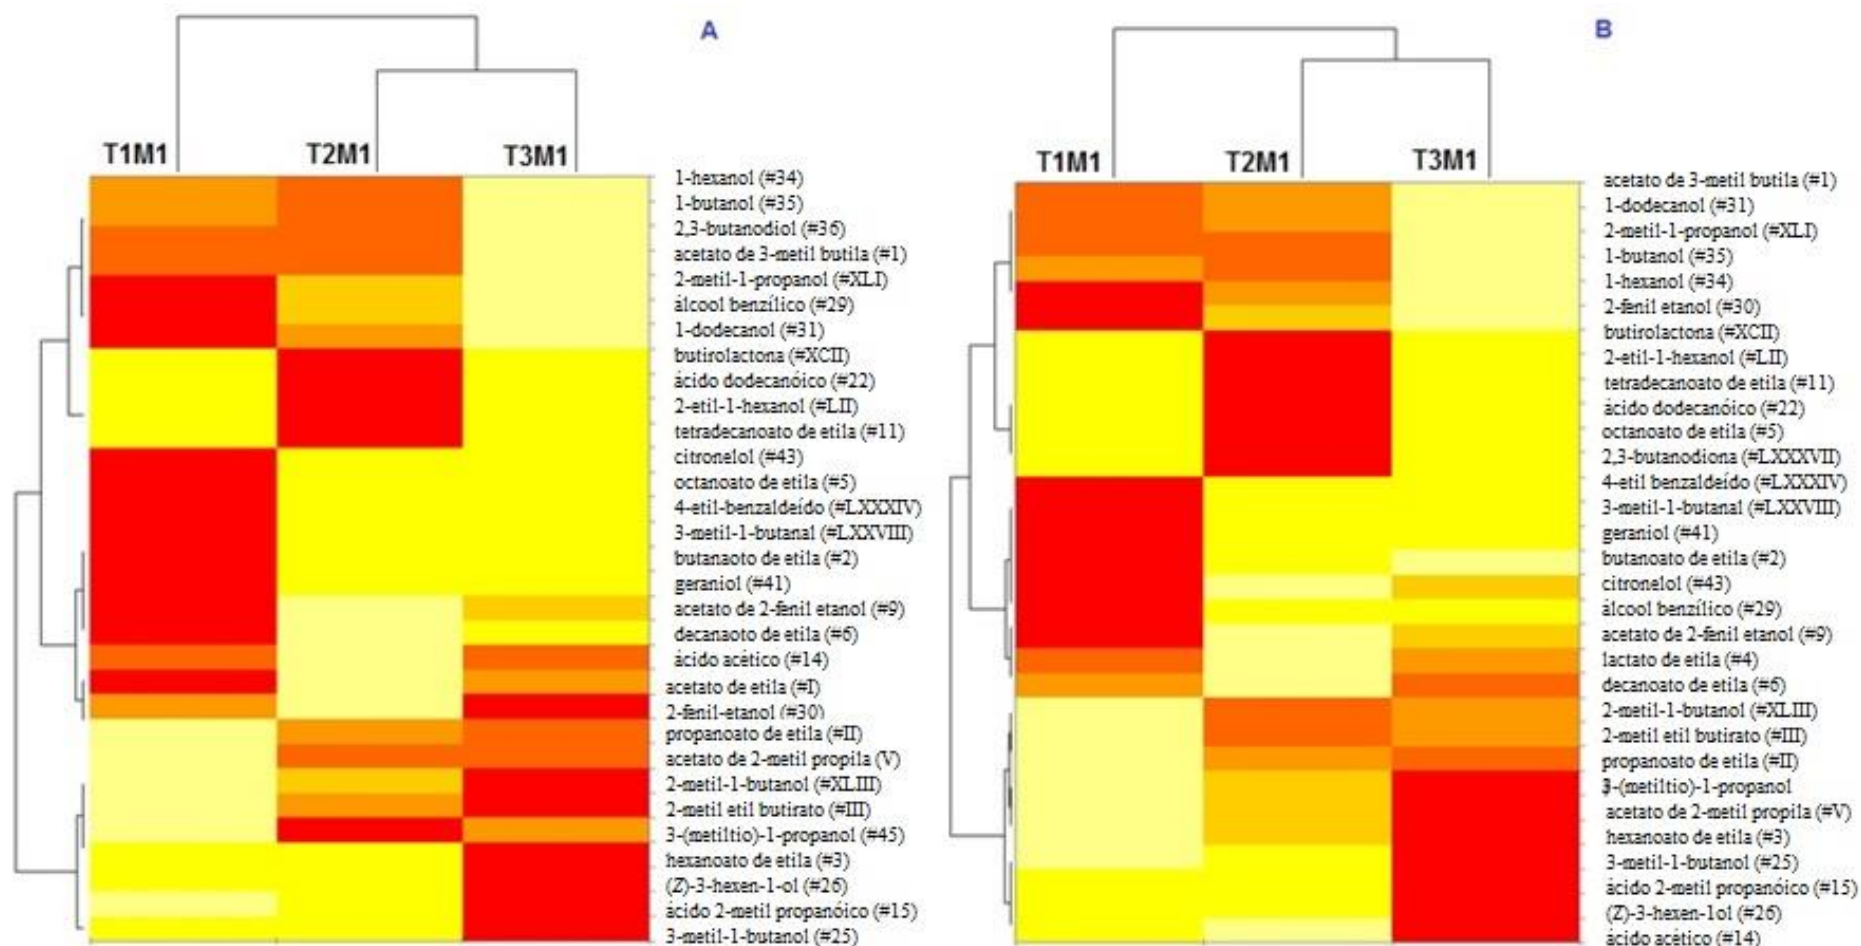 A
T1M1
T2M1
T3M1
1-hexanol (#34)
1-butanol (#35)
2,3-butanodiol (#36)
acetato de 3-metil butila (#1)
2-metil-1-propanol (#XLI)
álcool benzílico (#29)
1-dodecanol (#31)
butirolactona (#XCII)
ácido dodecanóico (#22)
2-etil-1-hexanol (#LII)
tetradecanoato de etila (#11)
citronelol (#43)
octanoato de etila (#5)
4-etil-benzaldeído (#LXXXIV)
3-metil-1-butanal (#LXXVIII)
butanaoto de etila (#2)
geraniol (#41)
acetato de 2-fenil etanol (#9)
decanaoto de etila (#6)
ácido acético (#14)
acetato de etila (#I)
2-fenil-etanol (#30)
propanoato de etila (#II)
acetato de 2-metil propila (V)
2-metil-1-butanol (#XLIII)
2-metil etil butirato (#III)
3-(metiltio)-1-propanol (#45)
hexanoato de etila (#3)
(Z)-3-hexen-1-ol (#26)
ácido 2-metil propanóico (#15)
3-metil-1-butanol (#25)
B
T1M1
T2M1
T3M1
acetato de 3-metil butila (#1)
1-dodecanol (#31)
2-metil-1-propanol (#XLI)
1-butanol (#35)
1-hexanol (#34)
2-fenil etanol (#30)
butirolactona (#XCII)
2-etil-1-hexanol (#LII)
tetradecanoato de etila (#11)
ácido dodecanóico (#22)
octanoato de etila (#5)
2,3-butanodiona (#LXXXVII)
4-etil benzaldeído (#LXXXIV)
3-metil-1-butanal (#LXXVIII)
geraniol (#41)
butanoato de etila (#2)
citronelol (#43)
álcool benzílico (#29)
acetato de 2-fenil etanol (#9)
lactato de etila (#4)
decanoato de etila (#6)
2-metil-1-butanol (#XLIII)
2-metil etil butirato (#III)
propanoato de etila (#II)
3-(metiltio)-1-propanol
acetato de 2-metil propila (#V)
hexanoato de etila (#3)
3-metil-1-butanol (#25)
ácido 2-metil propanóico (#15)
(Z)-3-hexen-1ol (#26)
ácido acético (#14)